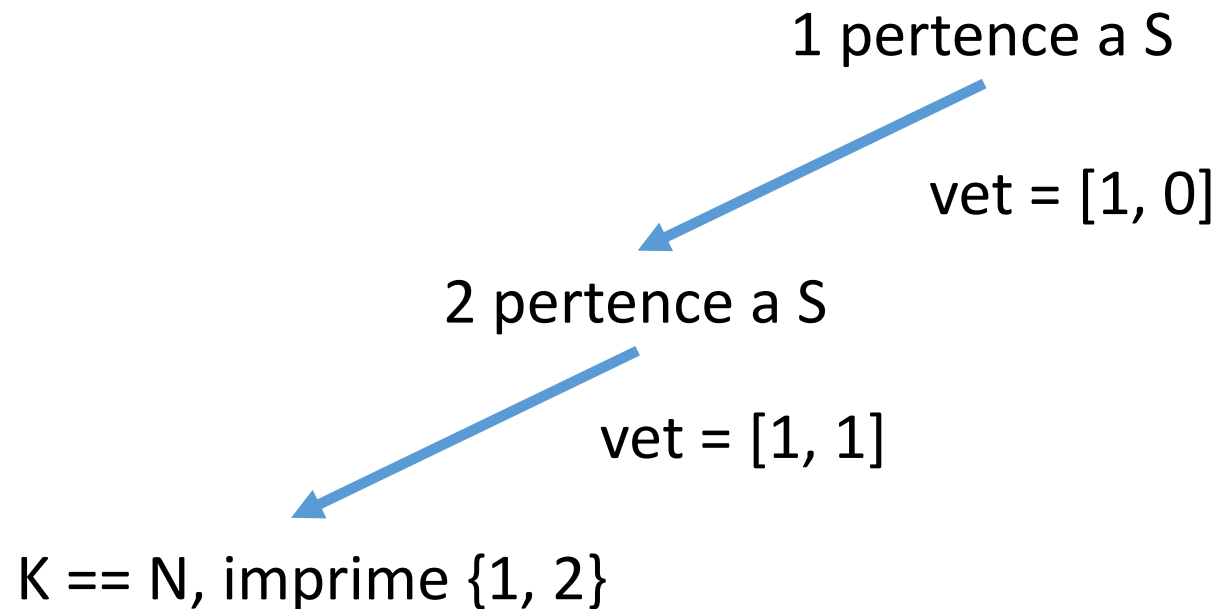 1 pertence a S
vet = [1, 0]
2 pertence a S
vet = [1, 1]
K == N, imprime {1, 2}